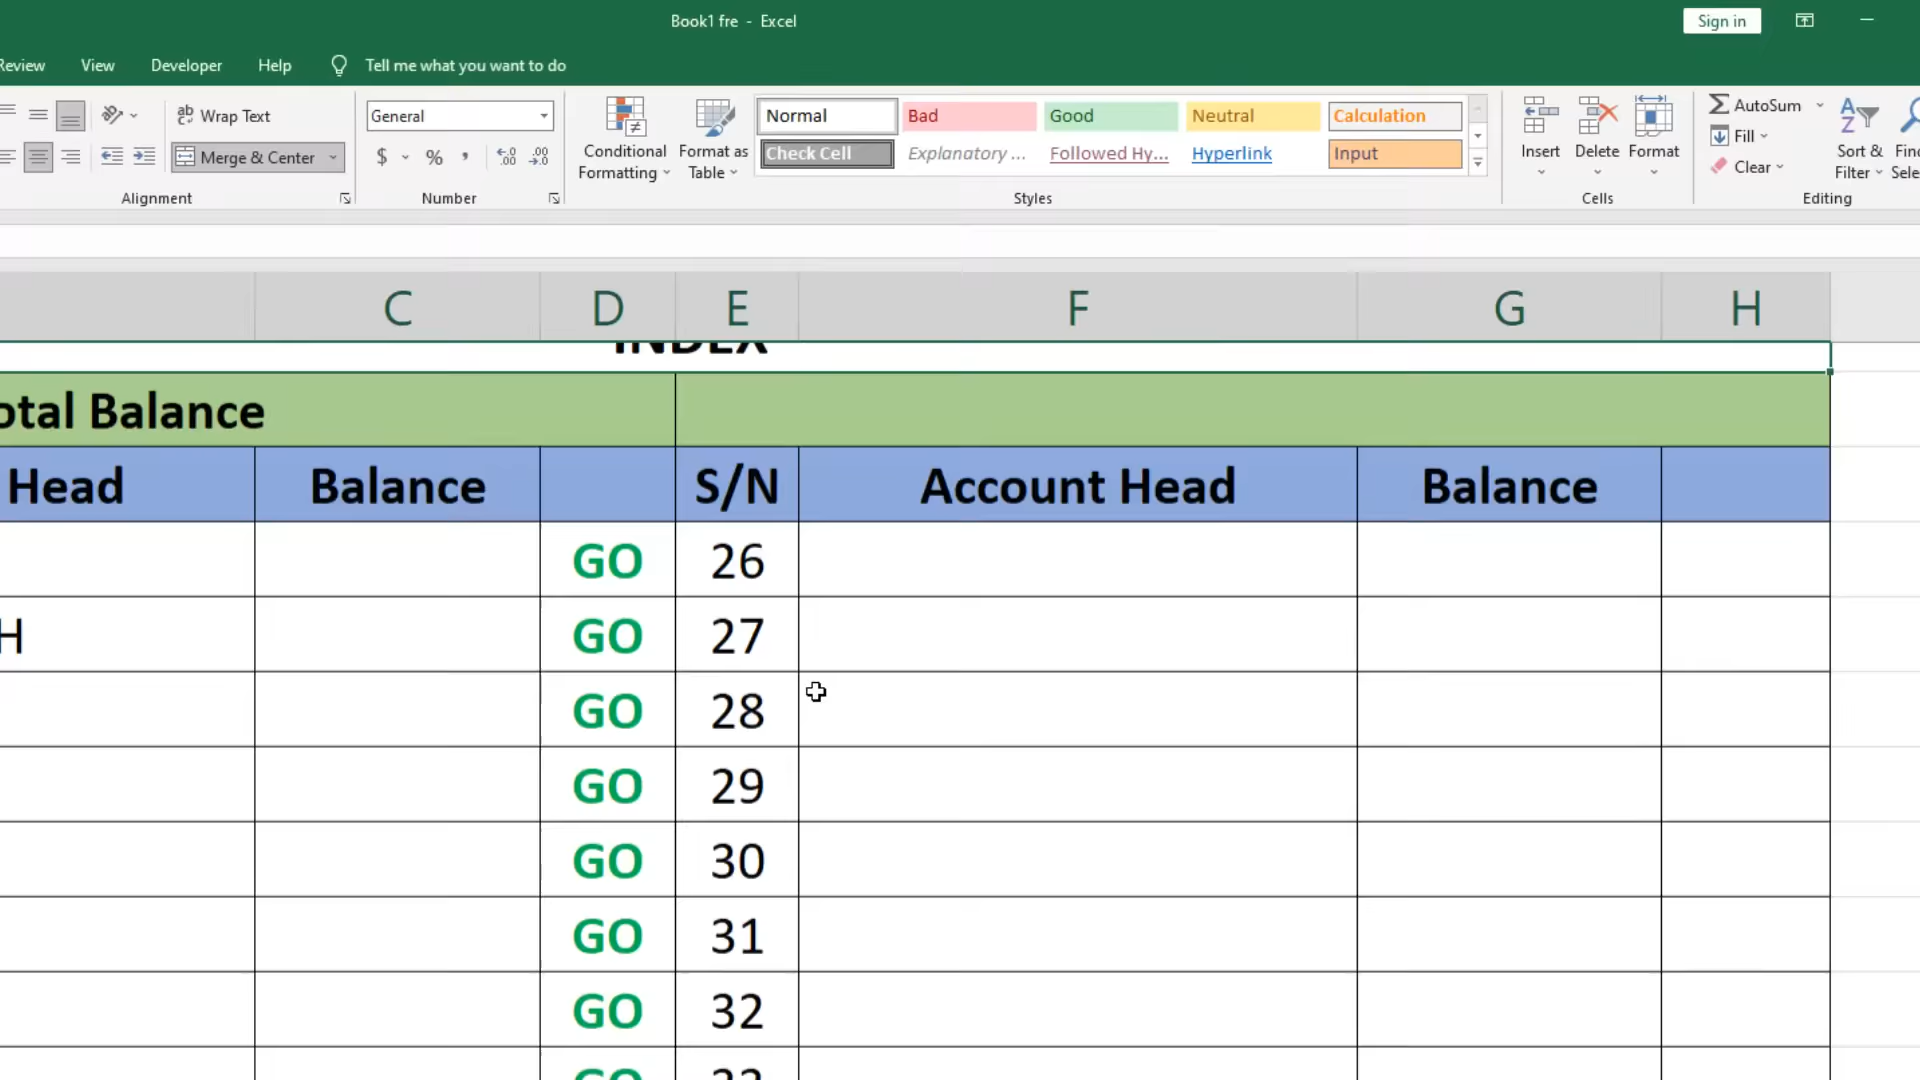 Book1 fre - Excel
Sign in
Review View Developer Help Tell me what you want to do
Wrap Text
Merge & Center
Alignment
General
$ % ,
Number
Conditional Formatting
Format as Table
Normal Bad Good Neutral Calculation
Check Cell Explanatory ... Followed Hy... Hyperlink Input
Styles
Insert Delete Format
Cells
AutoSum
Fill
Clear
Sort & Filter
Editing
C D E F G H
INDEX
otal Balance
Head Balance S/N Account Head Balance
GO 26
H GO 27
GO 28
GO 29
GO 30
GO 31
GO 32
GO 33